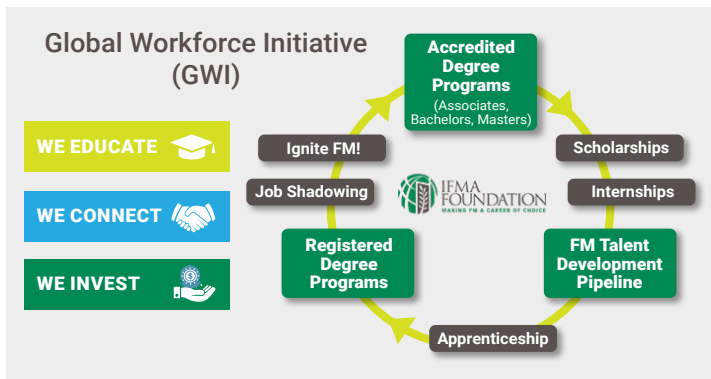 Global Workforce Initiative
(GWI)
WE EDUCATE
WE CONNECT
WE INVEST
Accredited
Degree
Programs
(Associates,
Bachelors, Masters)
Ignite FM!
Scholarships
Job Shadowing
Internships
IFMA
FOUNDATION
MAKING FM A CAREER OF CHOICE
Registered
Degree
Programs
FM Talent
Development
Pipeline
Apprenticeship